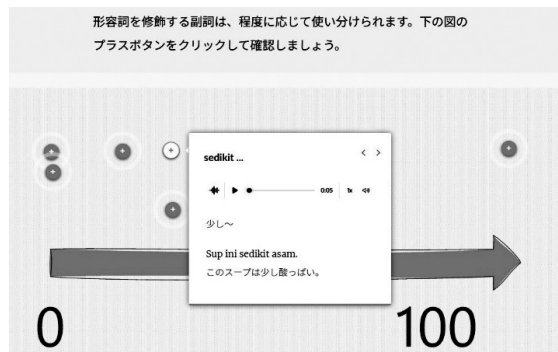 形容詞を修飾する副詞は、程度に応じて使い分けられます。下の図の
プラスボタンをクリックして確認しましょう。
sedikit ...
0:05 1x
少し～
Sup ini sedikit asam.
このスープは少し酸っぱい。
0 100